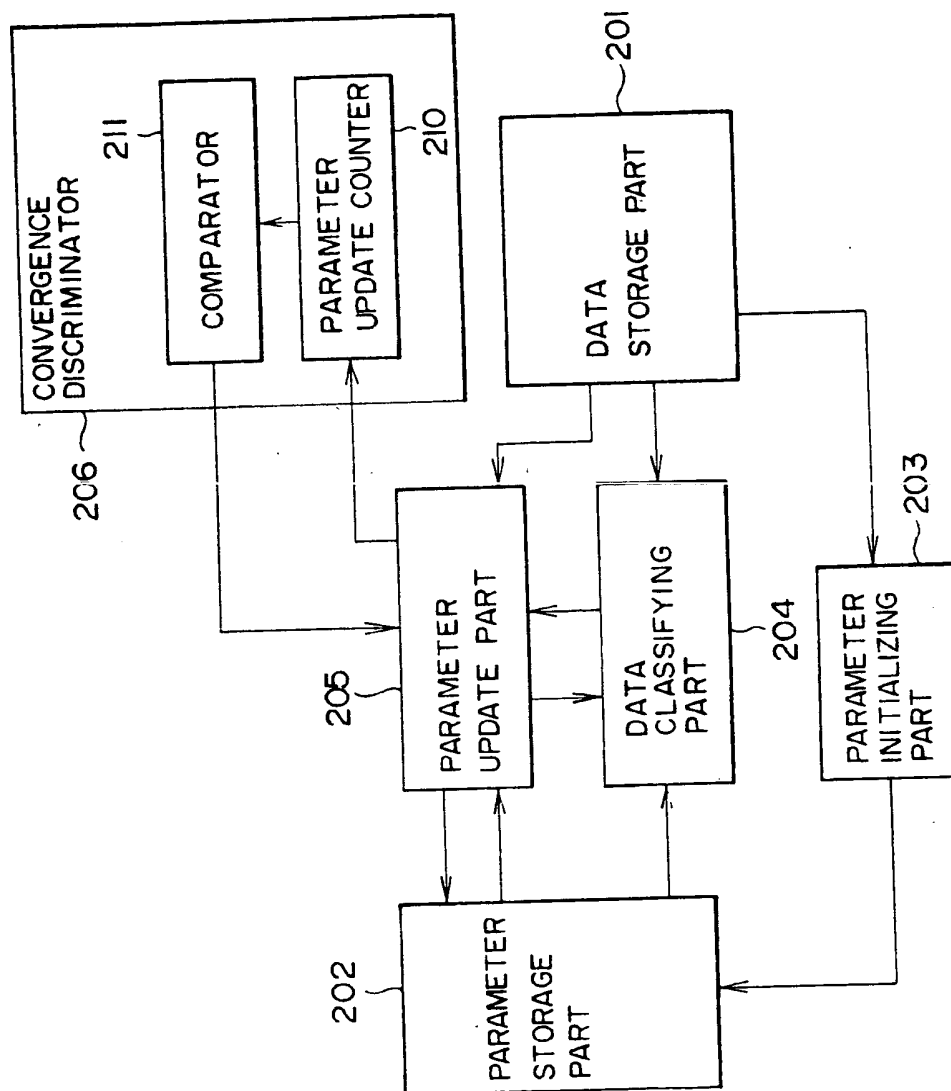 CONVERGENCE
DISCRIMINATOR
206
211
COMPARATOR
PARAMETER
UPDATE COUNTER
210
201
DATA
STORAGE PART
205
PARAMETER
UPDATE PART
DATA
CLASSIFYING
PART
204
203
PARAMETER
INITIALIZING
PART
202
PARAMETER
STORAGE
PART